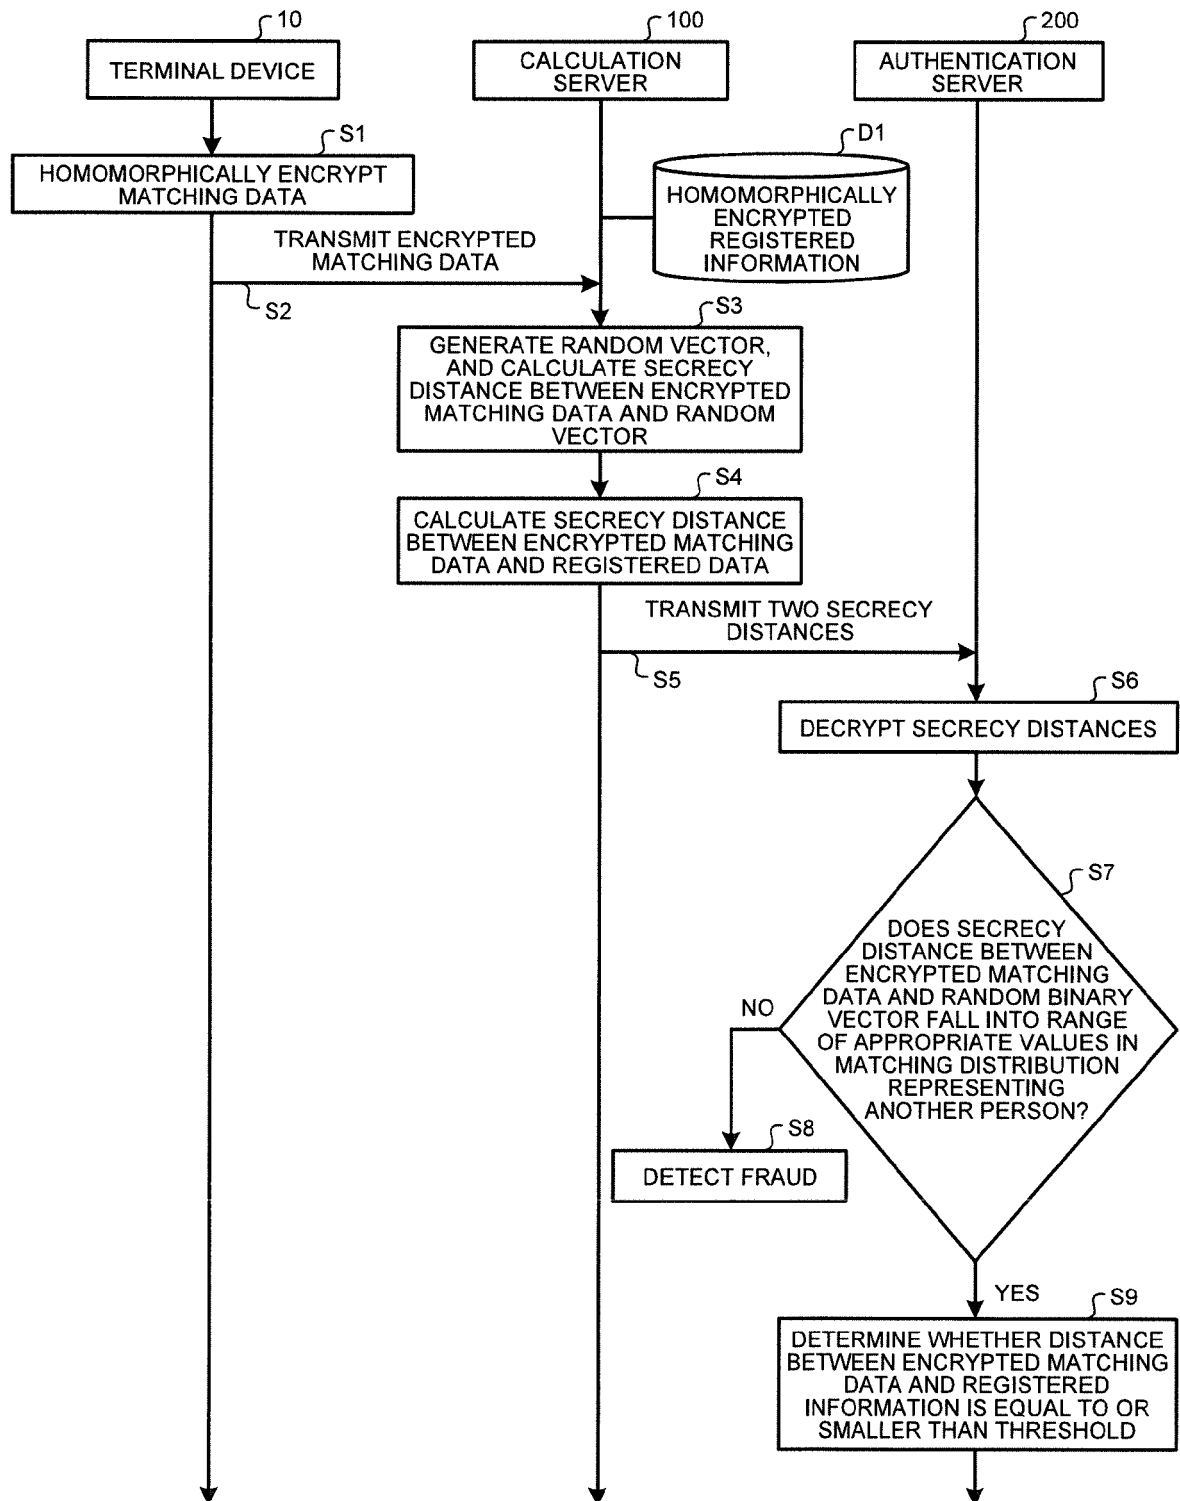 10
TERMINAL DEVICE
100
CALCULATION
SERVER
200
AUTHENTICATION
SERVER
S1
HOMOMORPHICALLY ENCRYPT
MATCHING DATA
D1
HOMOMORPHICALLY
ENCRYPTED
REGISTERED
INFORMATION
TRANSMIT ENCRYPTED
MATCHING DATA
S2
S3
GENERATE RANDOM VECTOR,
AND CALCULATE SECRECY
DISTANCE BETWEEN ENCRYPTED
MATCHING DATA AND RANDOM
VECTOR
S4
CALCULATE SECRECY DISTANCE
BETWEEN ENCRYPTED MATCHING
DATA AND REGISTERED DATA
TRANSMIT TWO SECRECY
DISTANCES
S5
S6
DECRYPT SECRECY DISTANCES
S7
DOES SECRECY
DISTANCE BETWEEN
ENCRYPTED MATCHING
DATA AND RANDOM BINARY
VECTOR FALL INTO RANGE
OF APPROPRIATE VALUES IN
MATCHING DISTRIBUTION
REPRESENTING
ANOTHER PERSON?
NO
S8
DETECT FRAUD
YES
S9
DETERMINE WHETHER DISTANCE
BETWEEN ENCRYPTED MATCHING
DATA AND REGISTERED
INFORMATION IS EQUAL TO OR
SMALLER THAN THRESHOLD